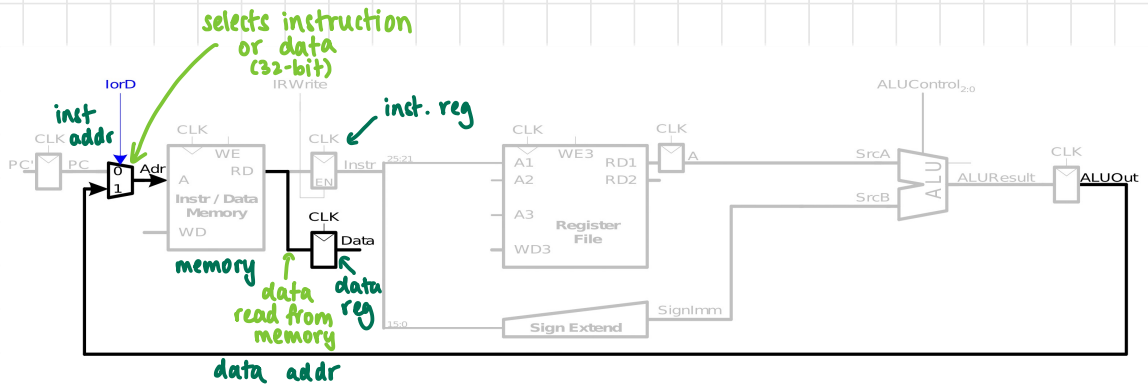 selects instruction
or data
(32-bit)
IorD
IRWrite
ALUControl2:0
inst
addr
inst. reg
CLK
CLK
CLK
CLK
CLK
CLK
PC'
PC
0
1
Adr
WE
RD
A
Instr / Data
Memory
WD
EN
Instr
25:21
A1
A2
A3
WD3
WE3
RD1
RD2
Register
File
A
SrcA
SrcB
ALU
ALUResult
ALUOut
CLK
Data
memory
data
read from
memory
data
reg
15:0
Sign Extend
SignImm
data addr